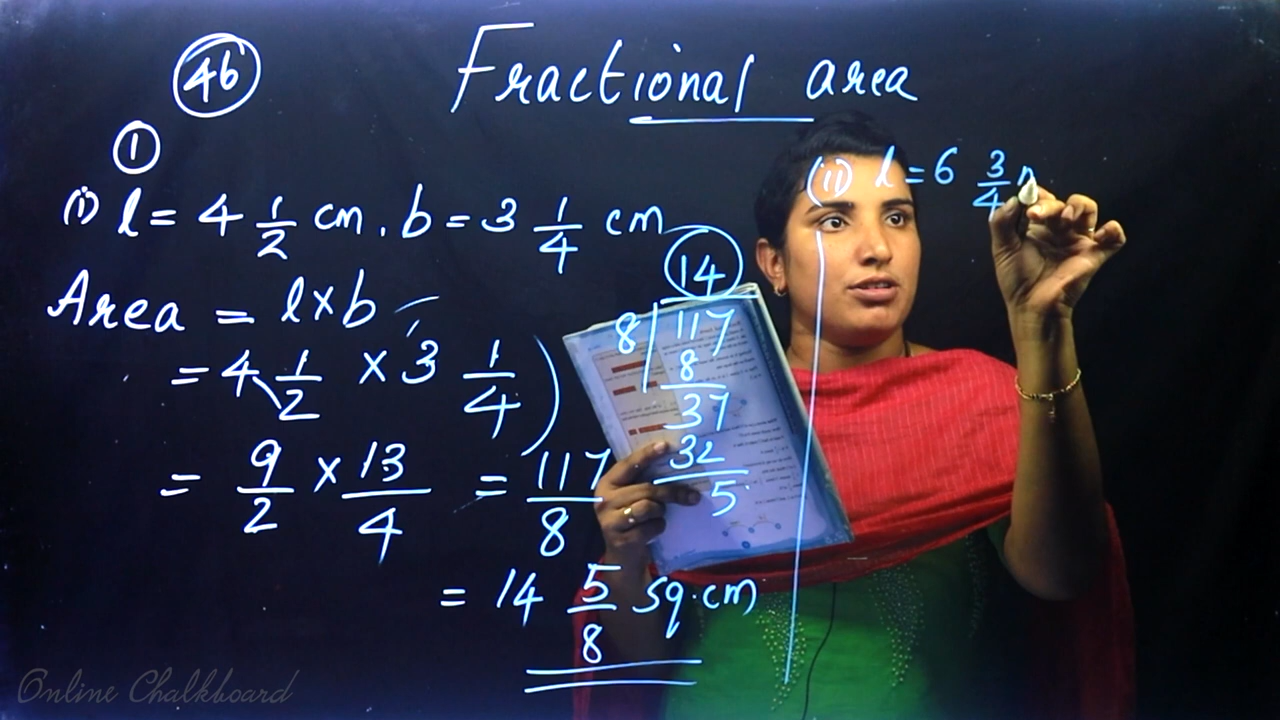 46
Fractional area
1
(i) l = 4 1/2 cm, b = 3 1/4 cm
Area = l×b
= 4 1/2 × 3 1/4
= 9/2 × 13/4 = 117/8
= 14 5/8 sq.cm
14
8 117
8
37
32
5
(ii) l = 6 3/4
Online Chalkboard